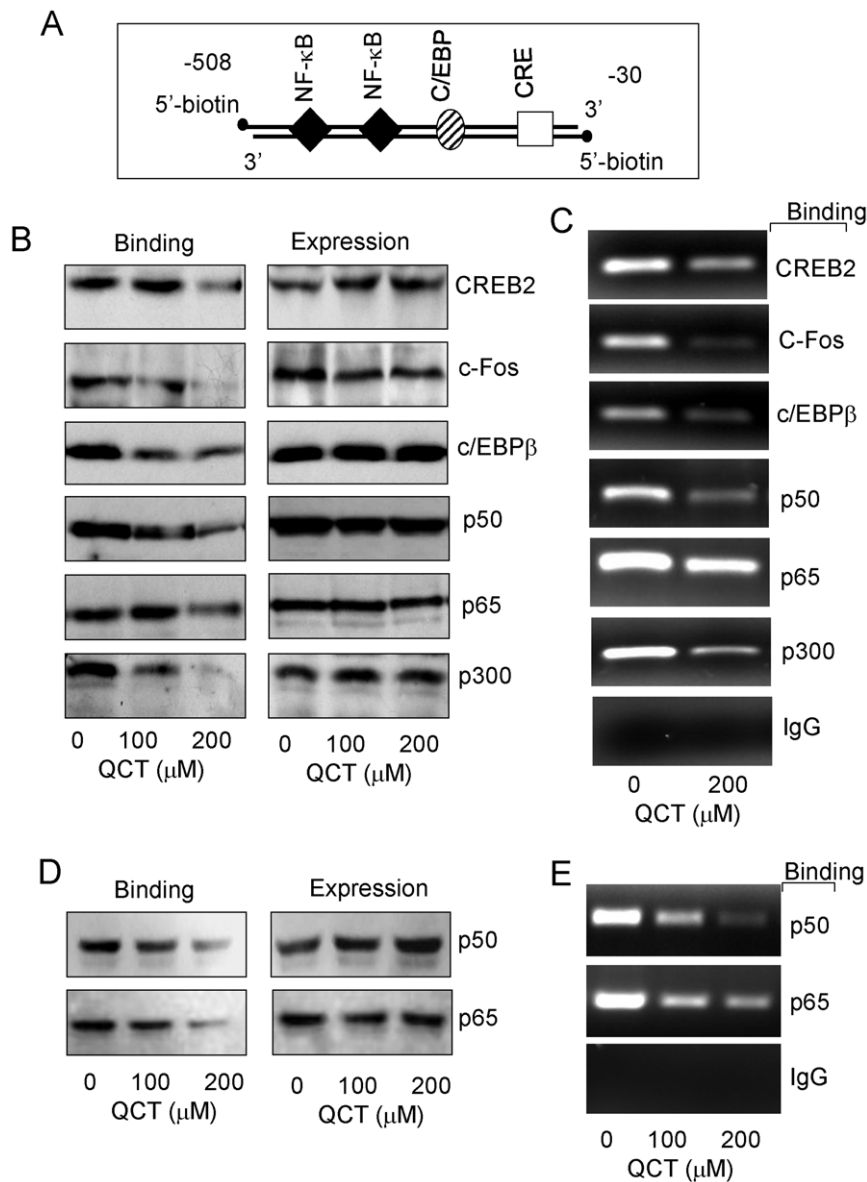 A
-508
NF-κB
NF-κB
C/EBP
CRE
-30
5'-biotin
3'
3'
5'-biotin
B
Binding
Expression
CREB2
c-Fos
c/EBPβ
p50
p65
p300
0 100 200
QCT (μM)
0 100 200
QCT (μM)
C
Binding
CREB2
C-Fos
c/EBPβ
p50
p65
p300
IgG
0 200
QCT (μM)
D
Binding
Expression
p50
p65
0 100 200
QCT (μM)
0 100 200
QCT (μM)
E
Binding
p50
p65
IgG
0 100 200
QCT (μM)